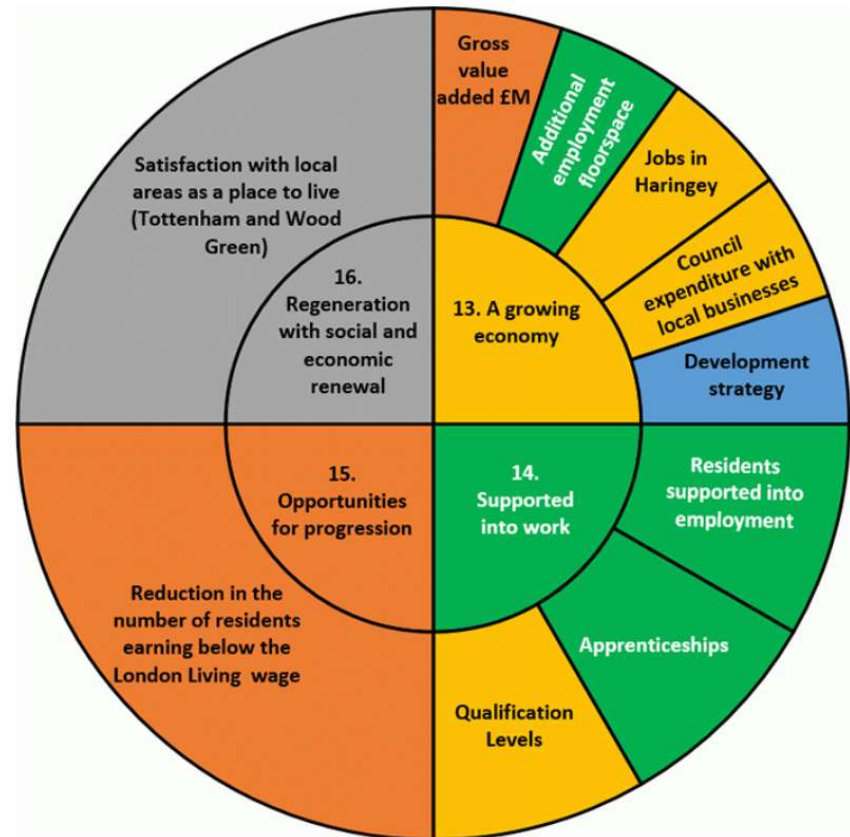 Gross
value
added £M
Additional
employment
floorspace
Jobs in
Haringey
Council
expenditure with
local businesses
Development
strategy
13. A growing
economy
Residents
supported into
employment
Apprenticeships
Qualification
Levels
14.
Supported
into work
15.
Opportunities
for progression
Reduction in the
number of residents
earning below the
London Living wage
16.
Regeneration
with social and
economic
renewal
Satisfaction with local
areas as a place to live
(Tottenham and Wood
Green)